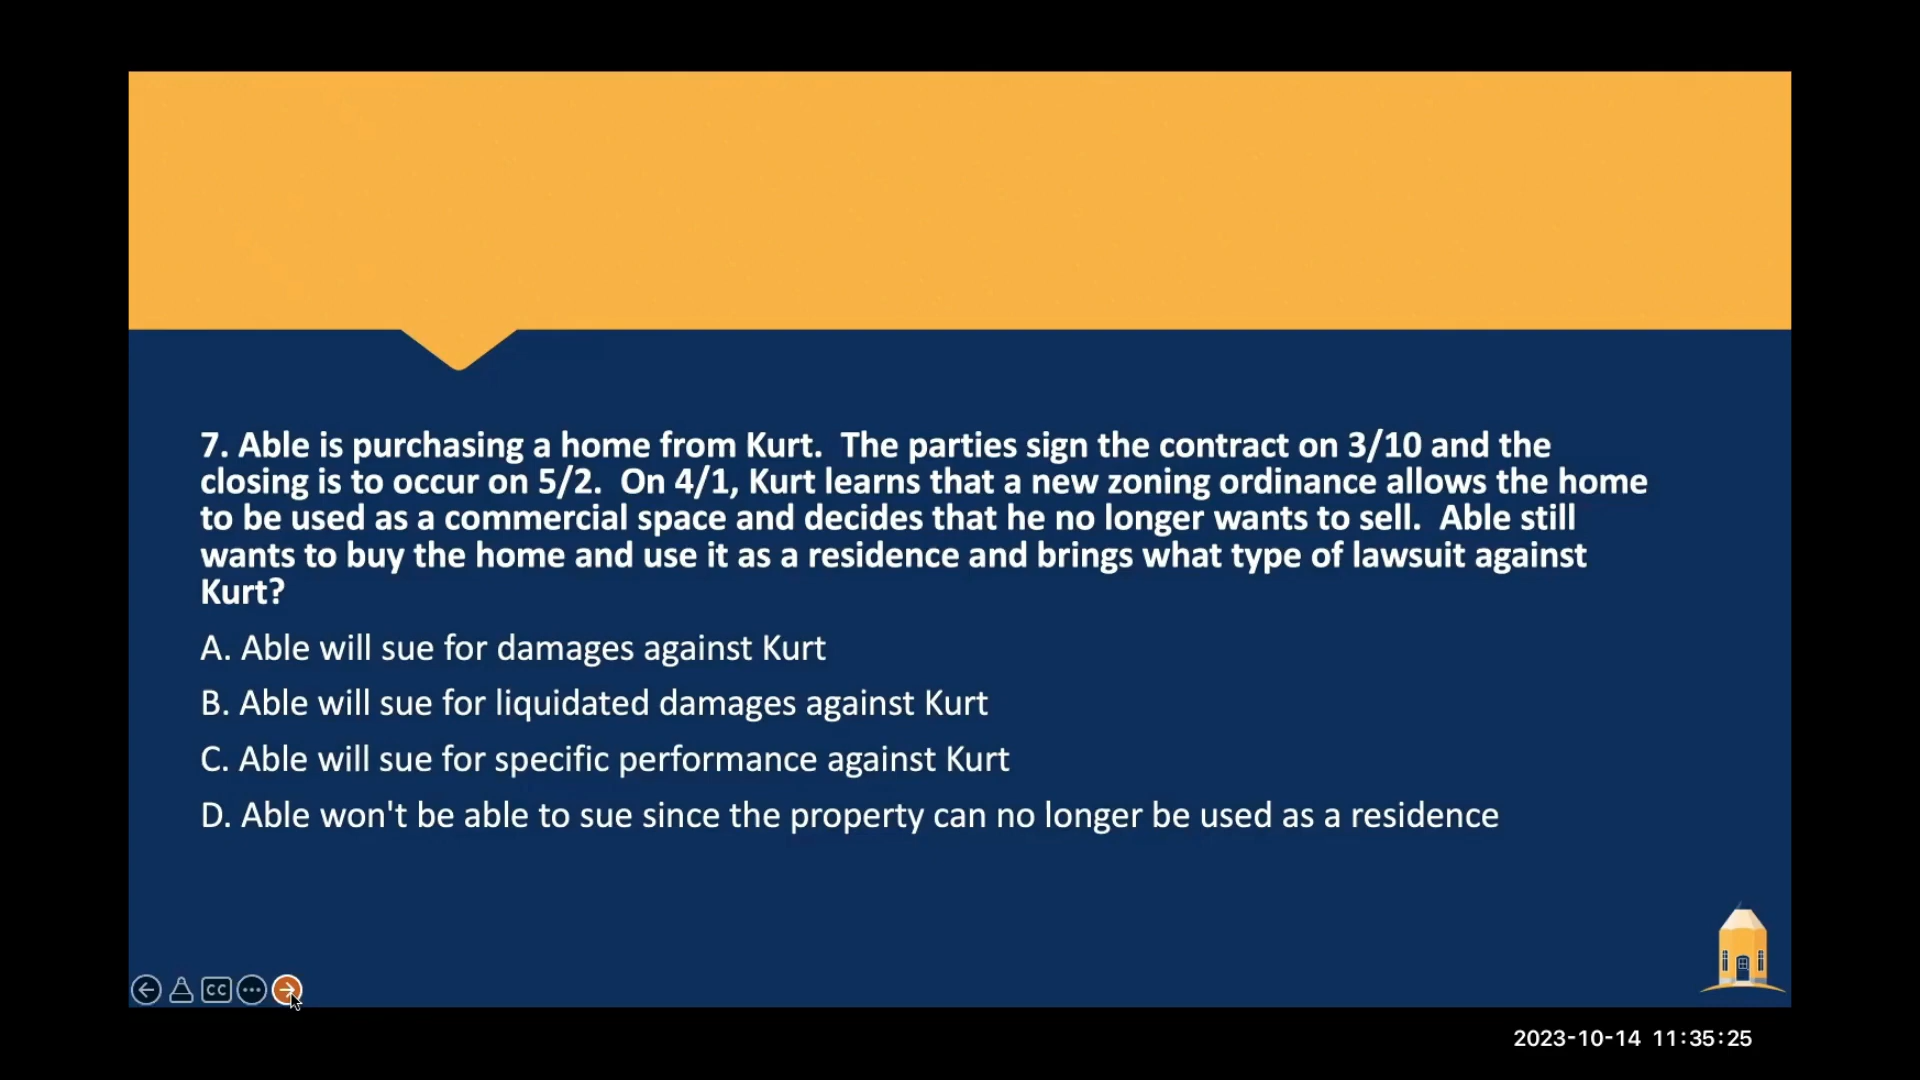 7. Able is purchasing a home from Kurt.  The parties sign the contract on 3/10 and the
closing is to occur on 5/2.  On 4/1, Kurt learns that a new zoning ordinance allows the home
to be used as a commercial space and decides that he no longer wants to sell.  Able still
wants to buy the home and use it as a residence and brings what type of lawsuit against
Kurt?
A. Able will sue for damages against Kurt
B. Able will sue for liquidated damages against Kurt
C. Able will sue for specific performance against Kurt
D. Able won't be able to sue since the property can no longer be used as a residence
CC
2023-10-14 11:35:25